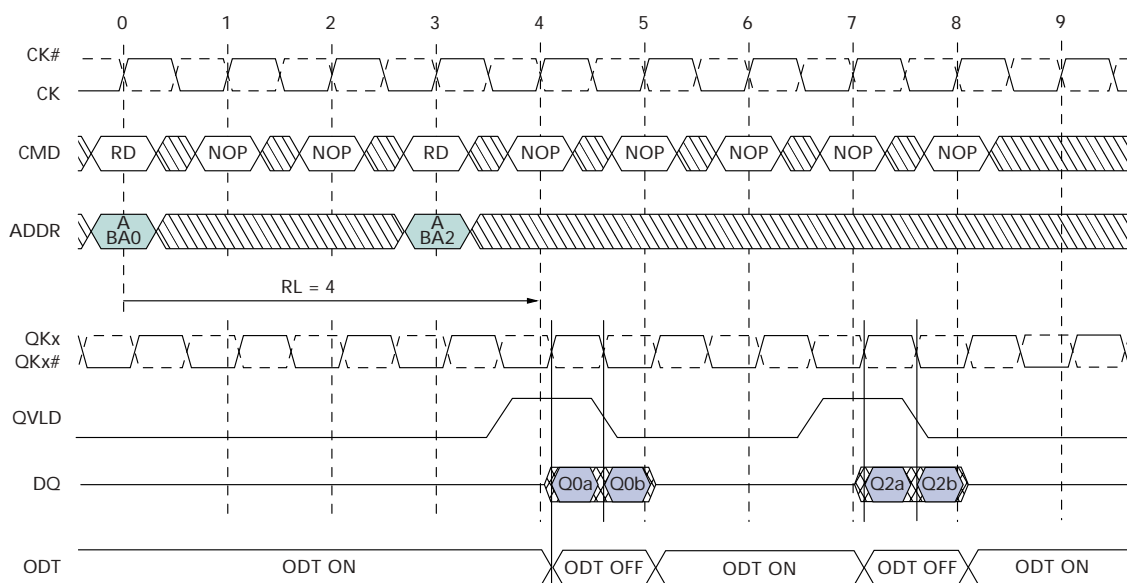 0 1 2 3 4 5 6 7 8 9
CK#
CK
CMD RD NOP NOP RD NOP NOP NOP NOP NOP
ADDR A BA0 A BA2
RL = 4
QKx
QKx#
QVLD
DQ Q0a Q0b Q2a Q2b
ODT ODT ON ODT OFF ODT ON ODT OFF ODT ON